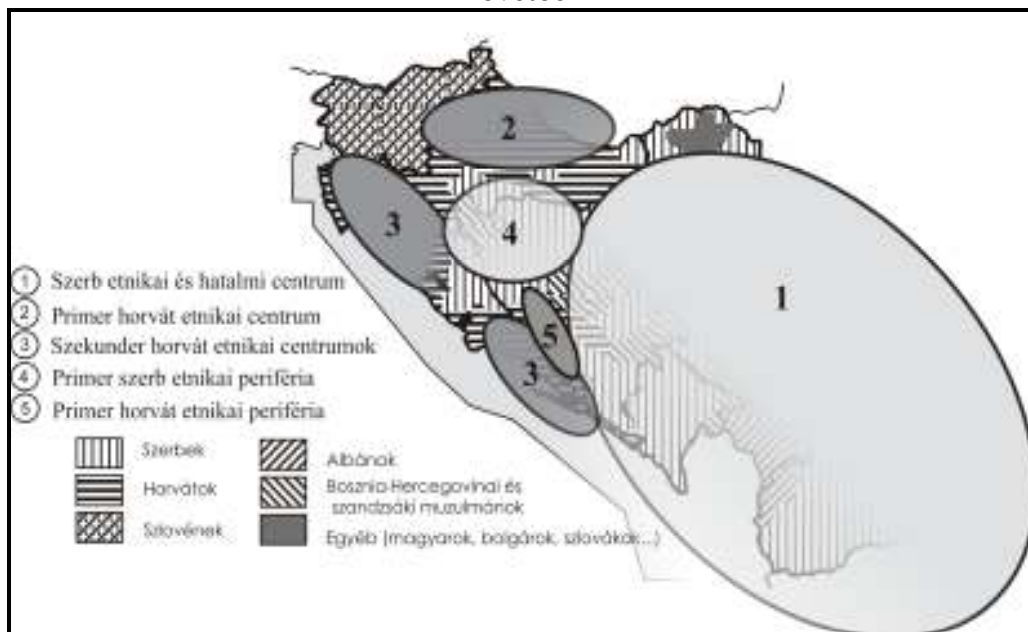 2
3
4
1
5
3
1 Szerb etnikai és hatalmi centrum
2 Primer horvát etnikai centrum
3 Szekunder horvát etnikai centrumok
4 Primer szerb etnikai periféria
5 Primer horvát etnikai periféria
Szerbek
Horvátok
Szlovének
Albánok
Bosznia-Hercegovinai és
szandzsáki muzulmánok
Egyéb (magyarok, bolgárok, szlovákok...)